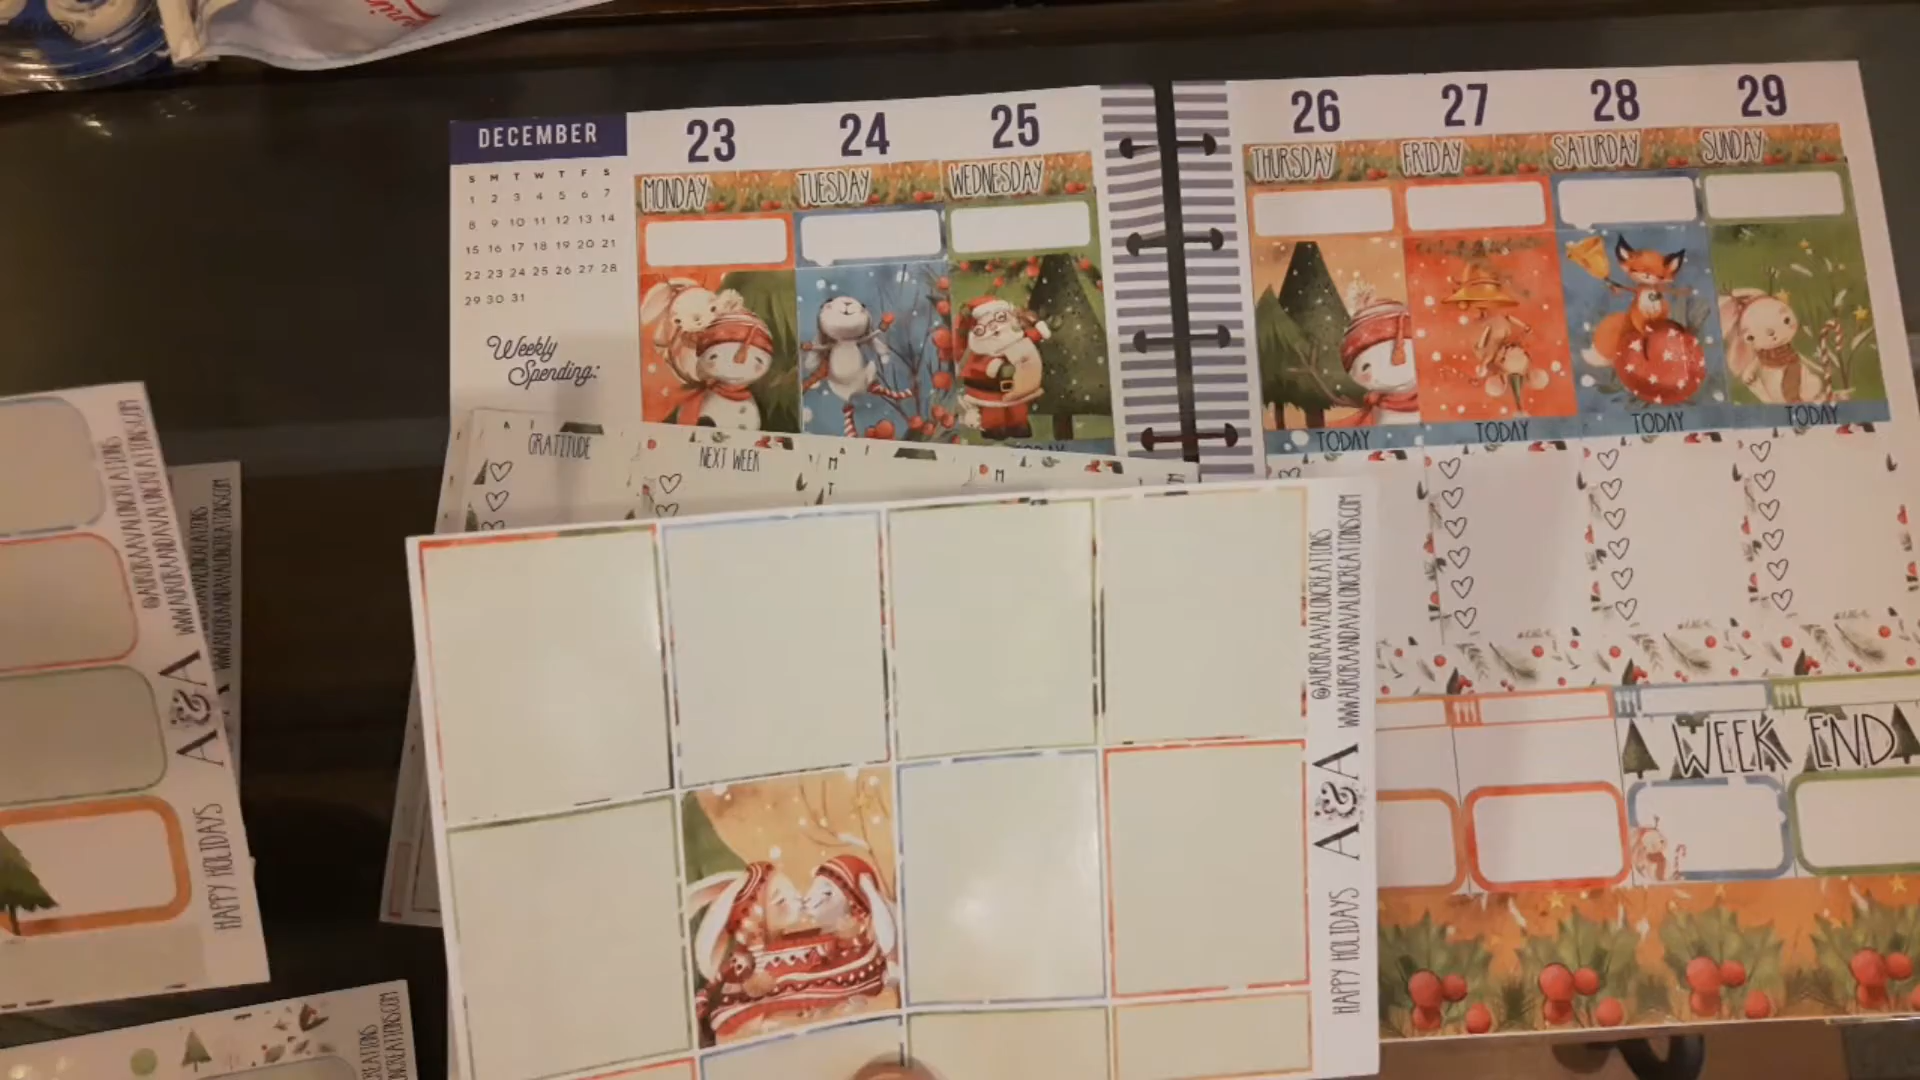 DECEMBER
S M T W T F S
1 2 3 4 5 6 7
8 9 10 11 12 13 14
15 16 17 18 19 20 21
22 23 24 25 26 27 28
29 30 31
Weekly
Spending:
23 24 25
MONDAY TUESDAY WEDNESDAY
26 27 28 29
THURSDAY FRIDAY SATURDAY SUNDAY
TODAY TODAY TODAY TODAY
GRATITUDE
NEXT WEEK
M
T
M
WEEK END
@AURORAAVALONCREATIONS
WWW.AURORAANDAVALONCREATIONS.COM
A&A
HAPPY HOLIDAYS
@AURORAAVALONCREATIONS
WWW.AURORAANDAVALONCREATIONS.COM
A&A
HAPPY HOLIDAYS